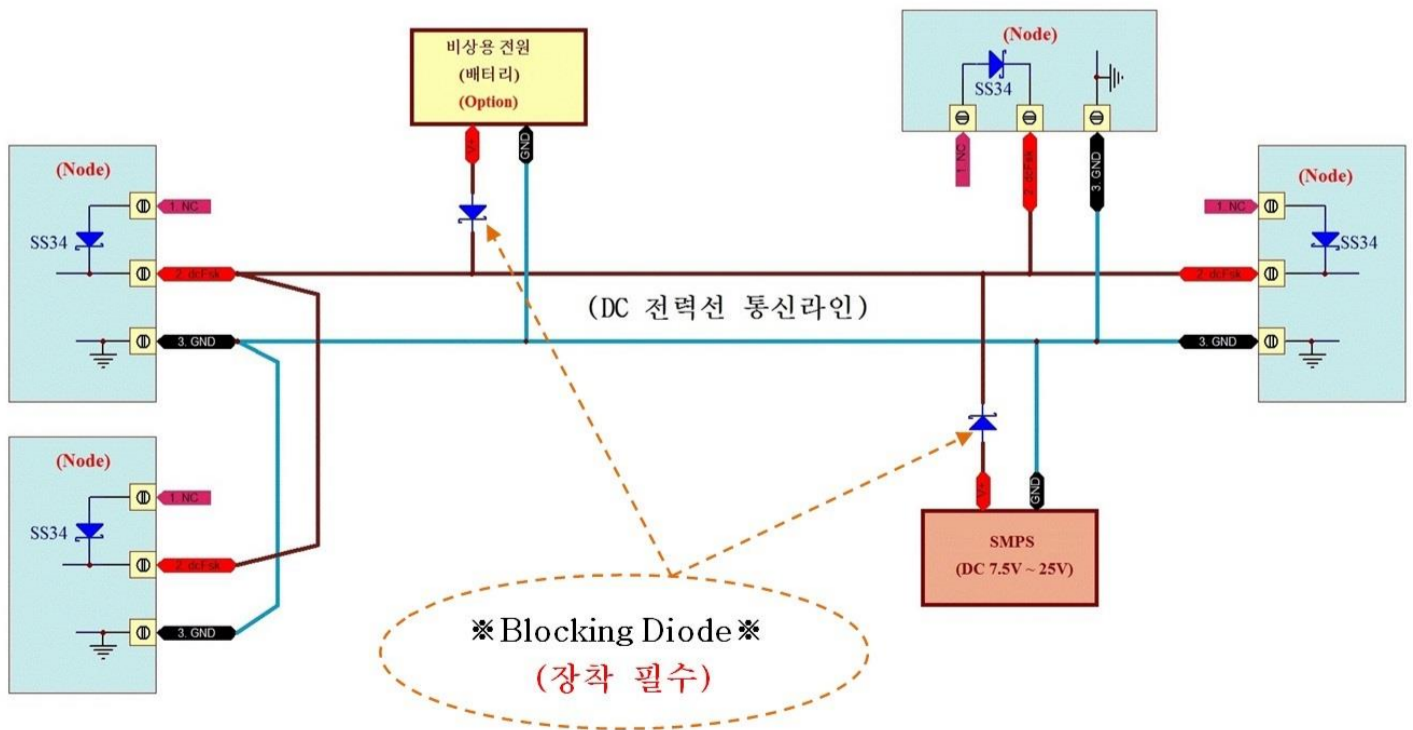 비상용 전원
(배터리)
(Option)
V+
GND
(Node)
SS34
1. NC
2. dcFsk
3. GND
(Node)
1. NC
SS34
2. dcFsk
3. GND
(Node)
1. NC
SS34
2. dcFsk
3. GND
(DC 전력선 통신라인)
(Node)
1. NC
SS34
2. dcFsk
3. GND
V+
GND
SMPS
(DC 7.5V ~ 25V)
※Blocking Diode※
(장착 필수)